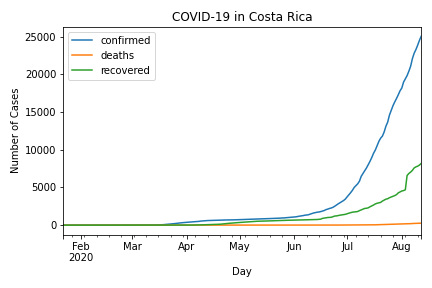 COVID-19 in Costa Rica
confirmed
deaths
recovered
25000
20000
15000
10000
5000
0
Number of Cases
Feb Mar Apr May Jun Jul Aug
2020
Day